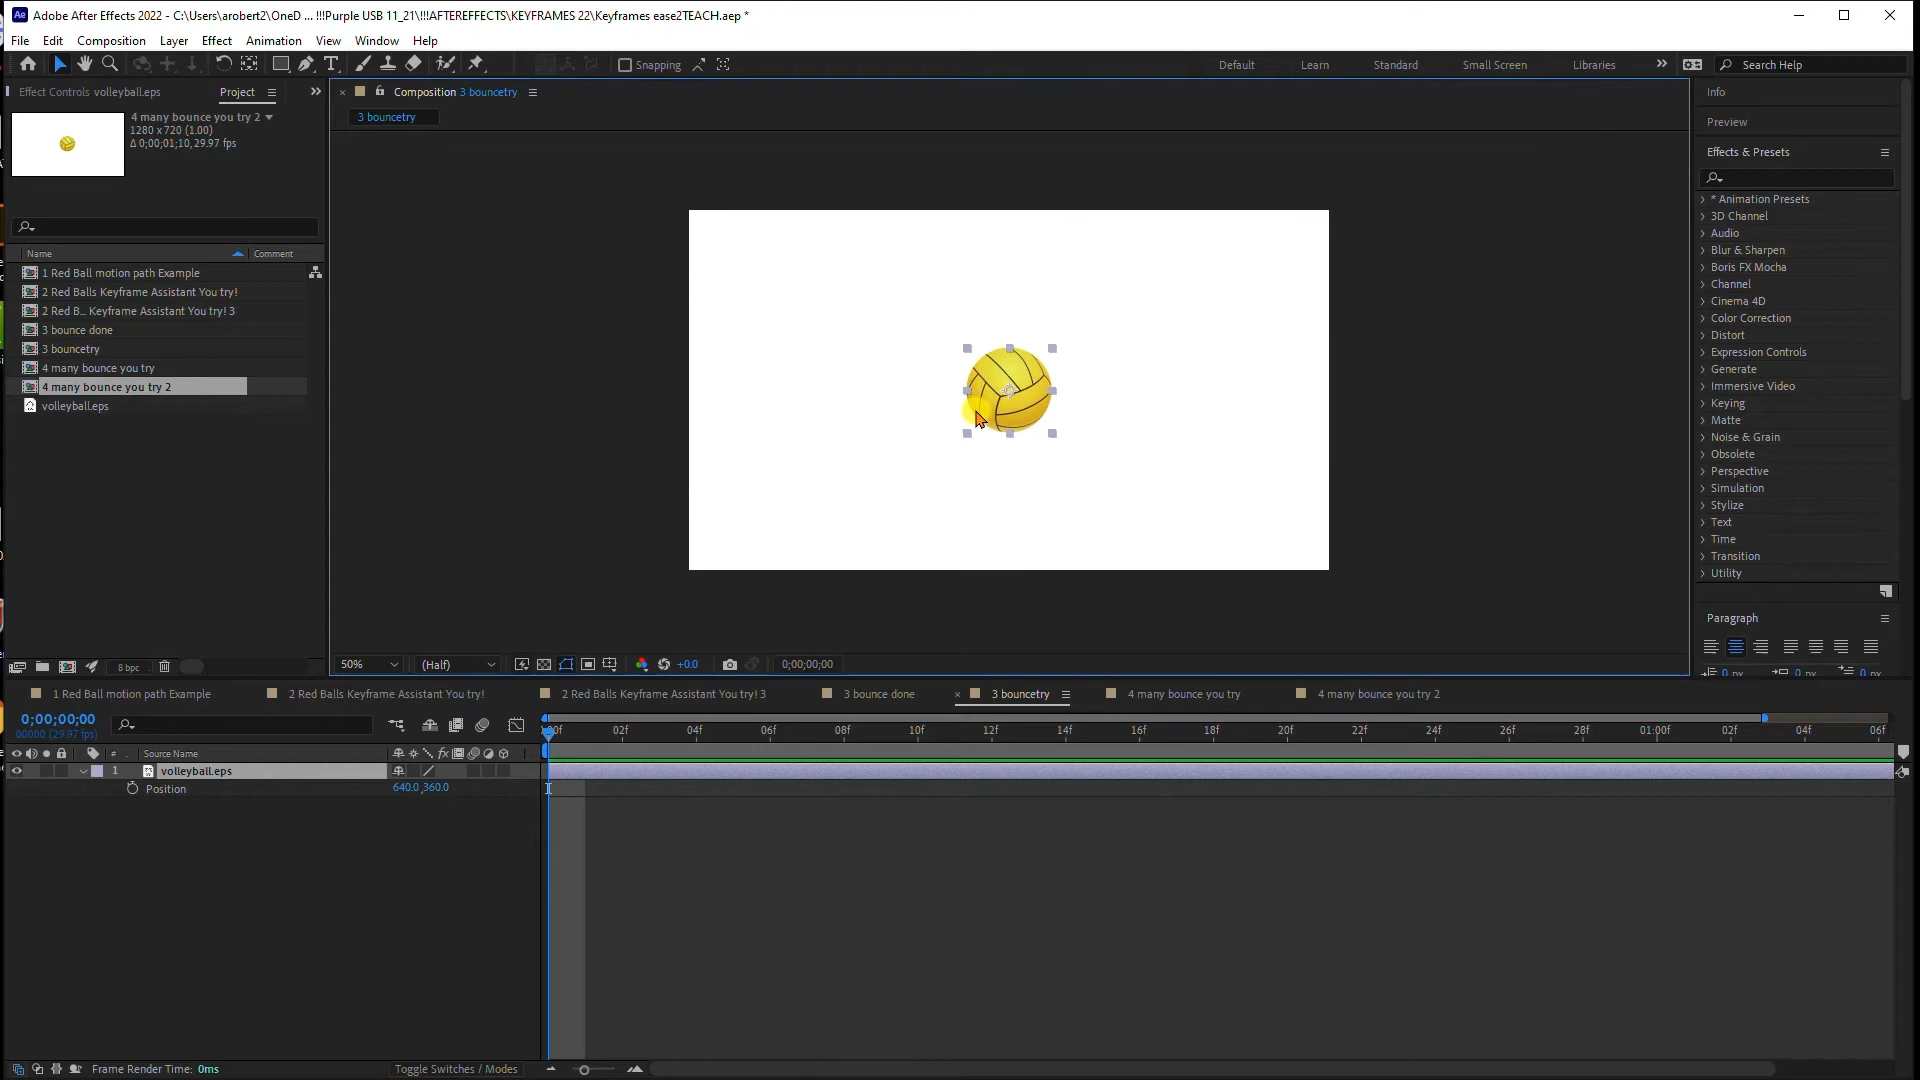 Adobe After Effects 2022 - C:\Users\arobert2\OneD ... !!!Purple USB 11_21\!!!AFTEREFFECTS\KEYFRAMES 22\Keyframes ease2TEACH.aep *
File Edit Composition Layer Effect Animation View Window Help
Snapping
Default Learn Standard Small Screen Libraries
Search Help
Effect Controls volleyball.eps
Project
4 many bounce you try 2
1280 x 720 (1.00)
Δ 0;00;01;10, 29.97 fps
Name Comment
1 Red Ball motion path Example
2 Red Balls Keyframe Assistant You try!
2 Red B... Keyframe Assistant You try! 3
3 bounce done
3 bouncetry
4 many bounce you try
4 many bounce you try 2
volleyball.eps
8 bpc
Composition 3 bouncetry
3 bouncetry
50%
(Half)
+0.0
0;00;00;00
Info
Preview
Effects & Presets
* Animation Presets
3D Channel
Audio
Blur & Sharpen
Boris FX Mocha
Channel
Cinema 4D
Color Correction
Distort
Expression Controls
Generate
Immersive Video
Keying
Matte
Noise & Grain
Obsolete
Perspective
Simulation
Stylize
Text
Time
Transition
Utility
Paragraph
0 px 0 px 0 px
1 Red Ball motion path Example
2 Red Balls Keyframe Assistant You try!
2 Red Balls Keyframe Assistant You try! 3
3 bounce done
3 bouncetry
4 many bounce you try
4 many bounce you try 2
0;00;00;00
00000 (29.97 fps)
02f 04f 06f 08f 10f 12f 14f 16f 18f 20f 22f 24f 26f 28f 01:00f 02f 04f 06f
# Source Name
1 volleyball.eps
Position 640.0,360.0
Frame Render Time: 0ms
Toggle Switches / Modes